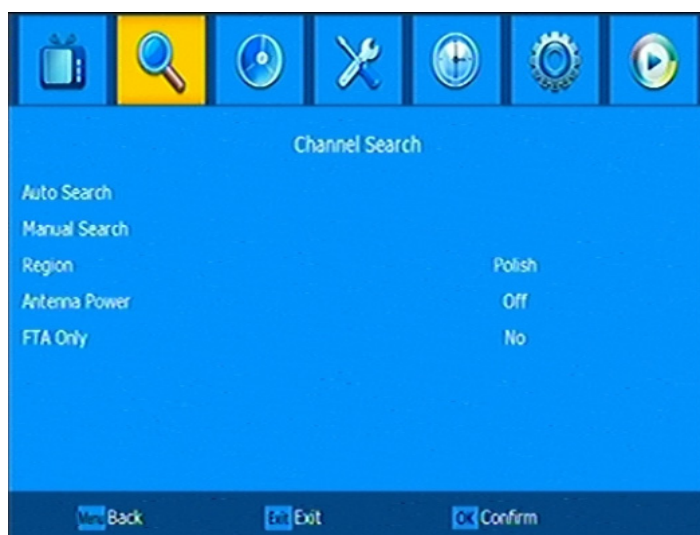 Channel Search
Auto Search
Manual Search
Region Polish
Antenna Power Off
FTA Only No
Menu Back Exit Exit OK Confirm